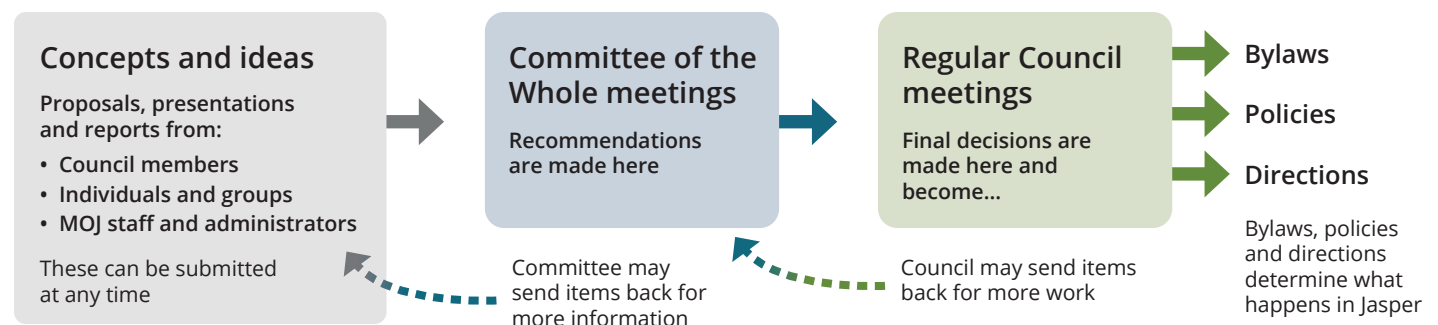 Concepts and ideas
Proposals, presentations
and reports from:
• Council members
• Individuals and groups
• MOJ staff and administrators
These can be submitted
at any time
Committee of the
Whole meetings
Recommendations
are made here
Committee may
send items back for
more information
Regular Council
meetings
Final decisions are
made here and
become...
Council may send items
back for more work
Bylaws
Policies
Directions
Bylaws, policies
and directions
determine what
happens in Jasper